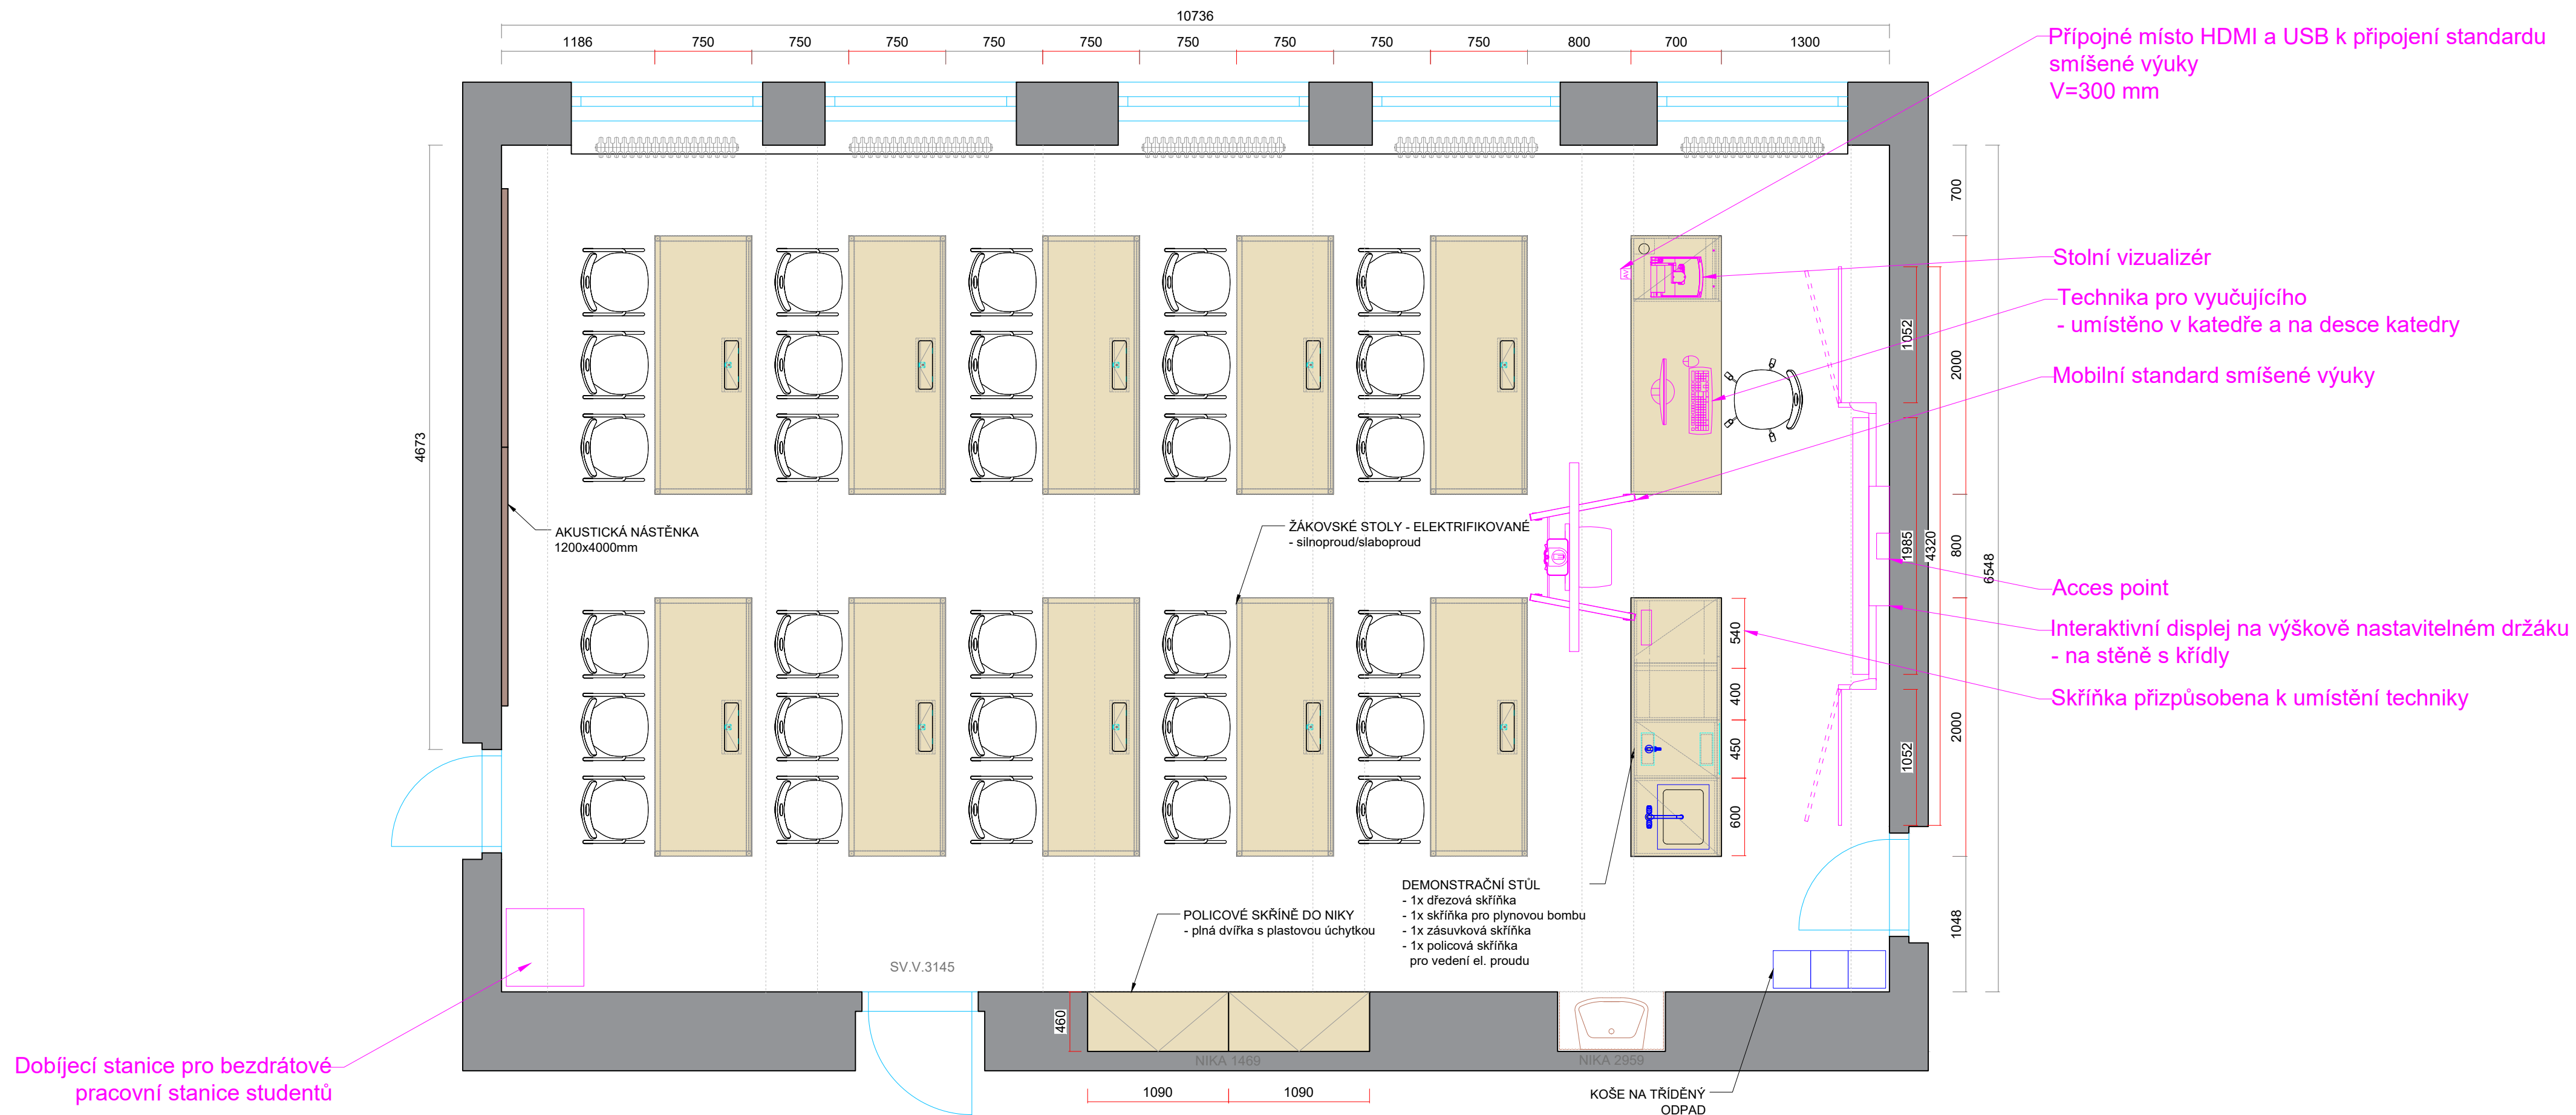 10736
1186 750 750 750 750 750 750 750 750 750 800 700 1300
Přípojné místo HDMI a USB k připojení standardu
smíšené výuky
V=300 mm
Stolní vizualizér
Technika pro vyučujícího
- umístěno v katedře a na desce katedry
Mobilní standard smíšené výuky
Acces point
Interaktivní displej na výškově nastavitelném držáku
- na stěně s křídly
Skříňka přizpůsobena k umístění techniky
700
2000
800
2000
1048
6548
4320
1052
1985
1052
540
400
450
600
4673
AKUSTICKÁ NÁSTĚNKA
1200x4000mm
ŽÁKOVSKÉ STOLY - ELEKTRIFIKOVANÉ
- silnoproud/slaboproud
DEMONSTRAČNÍ STŮL
- 1x dřezová skříňka
- 1x skříňka pro plynovou bombu
- 1x zásuvková skříňka
- 1x policová skříňka
pro vedení el. proudu
POLICOVÉ SKŘÍNĚ DO NIKY
- plná dvířka s plastovou úchytkou
SV.V.3145
460
NIKA 1469
NIKA 2959
1090 1090
KOŠE NA TŘÍDĚNÝ
ODPAD
Dobíjecí stanice pro bezdrátové
pracovní stanice studentů